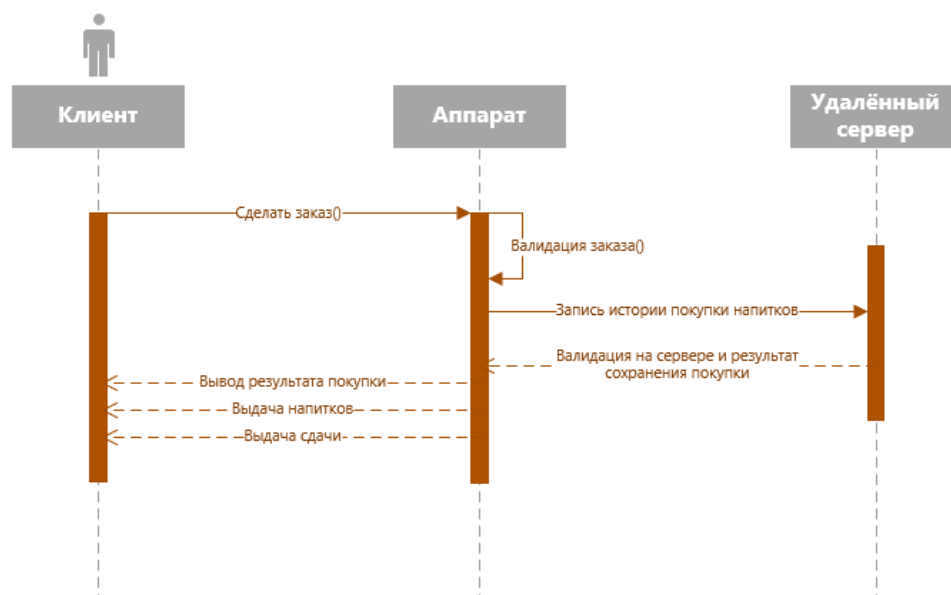 Клиент
Аппарат
Удалённый
сервер
Сделать заказ()
Валидация заказа()
Запись истории покупки напитков
Валидация на сервере и результат
сохранения покупки
Вывод результата покупки
Выдача напитков
Выдача сдачи